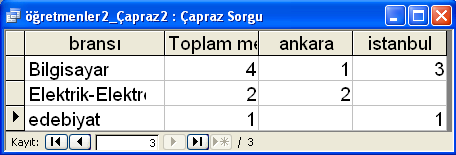 öğretmenler2_Çapraz2 : Çapraz Sorgu
bransı Toplam me ankara istanbul
Bilgisayar 4 1 3
Elektrik-Elektro 2 2
edebiyat 1 1
Kayıt: 3 / 3